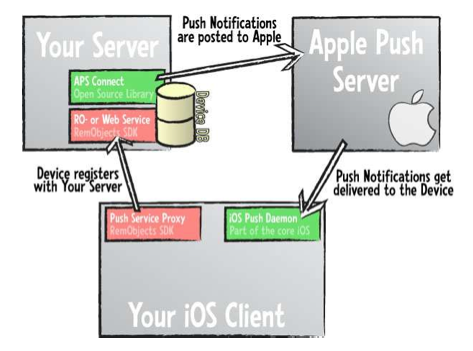 Push Notifications
are posted to Apple
Your Server
APS Connect
Open Source Library
RO- or Web Service
RemObjects SDK
Device DB
Apple Push
Server
Device registers
with Your Server
Push Notifications get
delivered to the Device
Push Service Proxy
RemObjects SDK
iOS Push Daemon
Part of the core iOS
Your iOS Client